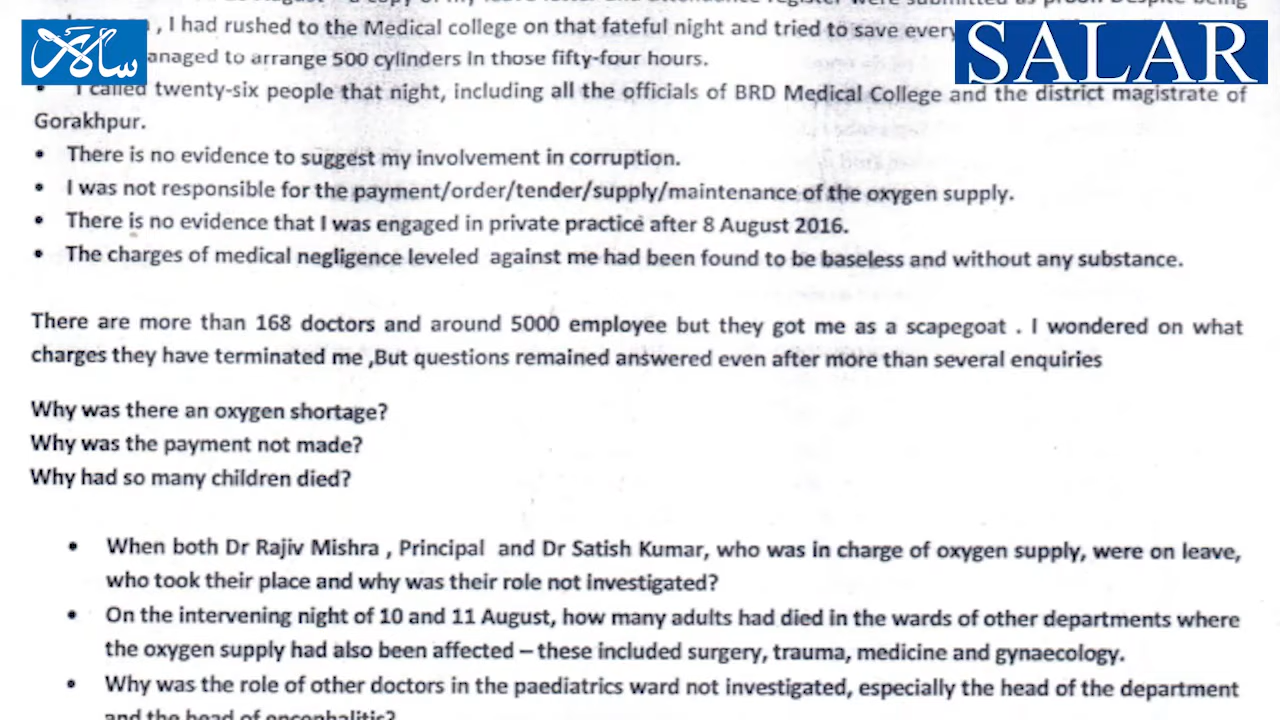 , I had rushed to the Medical college on that fateful night and tried to save every
سالار
SALAR
anaged to arrange 500 cylinders in those fifty-four hours.
• I called twenty-six people that night, including all the officials of BRD Medical College and the district magistrate of
Gorakhpur.
• There is no evidence to suggest my involvement in corruption.
• I was not responsible for the payment/order/tender/supply/maintenance of the oxygen supply.
• There is no evidence that I was engaged in private practice after 8 August 2016.
• The charges of medical negligence leveled against me had been found to be baseless and without any substance.
There are more than 168 doctors and around 5000 employee but they got me as a scapegoat . I wondered on what
charges they have terminated me ,But questions remained answered even after more than several enquiries
Why was there an oxygen shortage?
Why was the payment not made?
Why had so many children died?
• When both Dr Rajiv Mishra , Principal and Dr Satish Kumar, who was in charge of oxygen supply, were on leave,
who took their place and why was their role not investigated?
• On the intervening night of 10 and 11 August, how many adults had died in the wards of other departments where
the oxygen supply had also been affected – these included surgery, trauma, medicine and gynaecology.
• Why was the role of other doctors in the paediatrics ward not investigated, especially the head of the department
and the head of encephalitis?